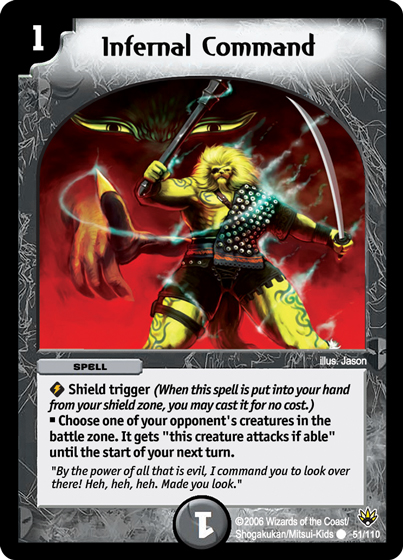 1
Infernal Command
illus. Jason
SPELL
Shield trigger (When this spell is put into your hand
from your shield zone, you may cast it for no cost.)
▪ Choose one of your opponent's creatures in the
battle zone. It gets "this creature attacks if able"
until the start of your next turn.
"By the power of all that is evil, I command you to look over
there! Heh, heh, heh. Made you look."
1
©2006 Wizards of the Coast/
Shogakukan/Mitsui-Kids ● 51/110